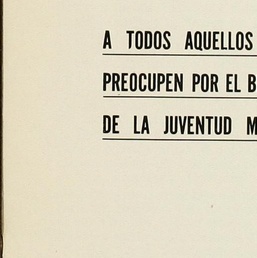 A TODOS AQUELLOS
PREOCUPEN POR EL B
DE LA JUVENTUD M